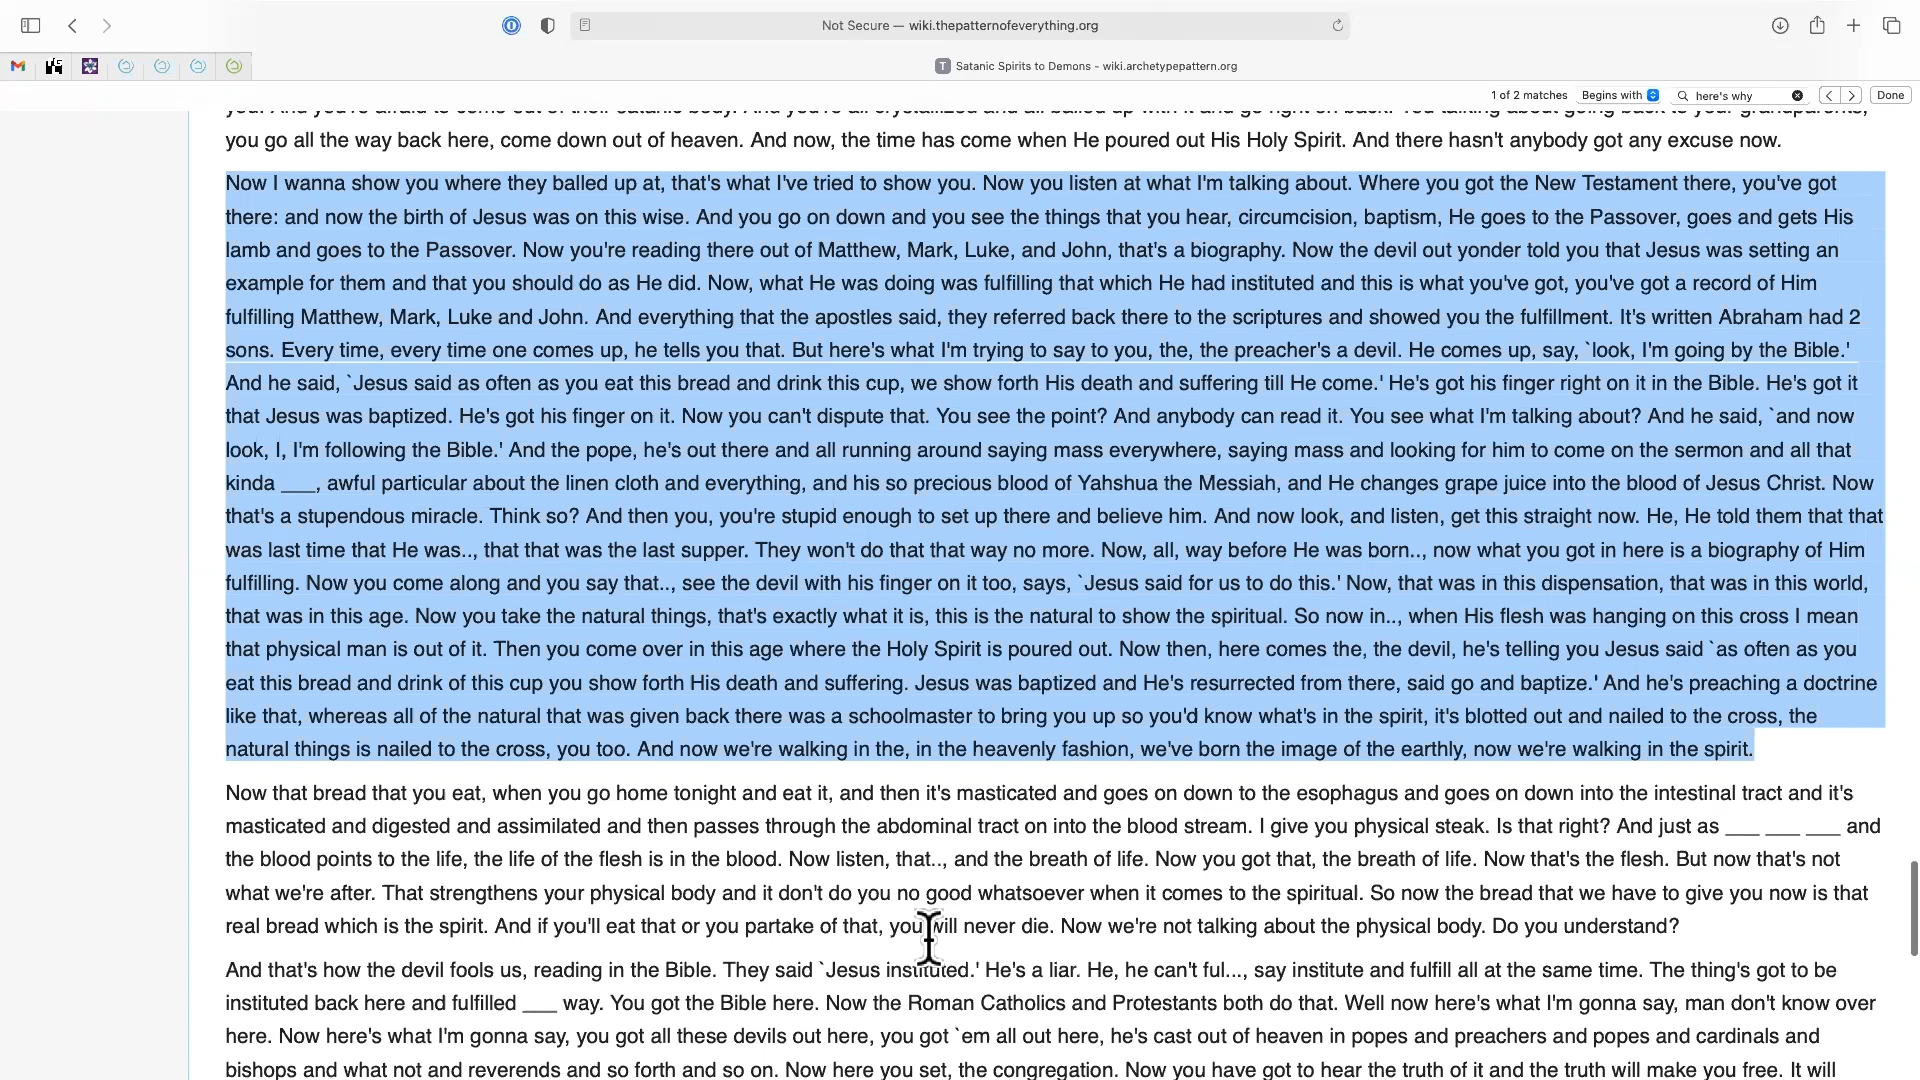 Not Secure — wiki.thepatternofeverything.org
Satanic Spirits to Demons - wiki.archetypepattern.org
1 of 2 matches Begins with here's why Done
you go all the way back here, come down out of heaven. And now, the time has come when He poured out His Holy Spirit. And there hasn't anybody got any excuse now.
Now I wanna show you where they balled up at, that's what I've tried to show you. Now you listen at what I'm talking about. Where you got the New Testament there, you've got
there: and now the birth of Jesus was on this wise. And you go on down and you see the things that you hear, circumcision, baptism, He goes to the Passover, goes and gets His
lamb and goes to the Passover. Now you're reading there out of Matthew, Mark, Luke, and John, that's a biography. Now the devil out yonder told you that Jesus was setting an
example for them and that you should do as He did. Now, what He was doing was fulfilling that which He had instituted and this is what you've got, you've got a record of Him
fulfilling Matthew, Mark, Luke and John. And everything that the apostles said, they referred back there to the scriptures and showed you the fulfillment. It's written Abraham had 2
sons. Every time, every time one comes up, he tells you that. But here's what I'm trying to say to you, the, the preacher's a devil. He comes up, say, `look, I'm going by the Bible.'
And he said, `Jesus said as often as you eat this bread and drink this cup, we show forth His death and suffering till He come.' He's got his finger right on it in the Bible. He's got it
that Jesus was baptized. He's got his finger on it. Now you can't dispute that. You see the point? And anybody can read it. You see what I'm talking about? And he said, `and now
look, I, I'm following the Bible.' And the pope, he's out there and all running around saying mass everywhere, saying mass and looking for him to come on the sermon and all that
kinda ___, awful particular about the linen cloth and everything, and his so precious blood of Yahshua the Messiah, and He changes grape juice into the blood of Jesus Christ. Now
that's a stupendous miracle. Think so? And then you, you're stupid enough to set up there and believe him. And now look, and listen, get this straight now. He, He told them that that
was last time that He was.., that that was the last supper. They won't do that that way no more. Now, all, way before He was born.., now what you got in here is a biography of Him
fulfilling. Now you come along and you say that.., see the devil with his finger on it too, says, `Jesus said for us to do this.' Now, that was in this dispensation, that was in this world,
that was in this age. Now you take the natural things, that's exactly what it is, this is the natural to show the spiritual. So now in.., when His flesh was hanging on this cross I mean
that physical man is out of it. Then you come over in this age where the Holy Spirit is poured out. Now then, here comes the, the devil, he's telling you Jesus said `as often as you
eat this bread and drink of this cup you show forth His death and suffering. Jesus was baptized and He's resurrected from there, said go and baptize.' And he's preaching a doctrine
like that, whereas all of the natural that was given back there was a schoolmaster to bring you up so you'd know what's in the spirit, it's blotted out and nailed to the cross, the
natural things is nailed to the cross, you too. And now we're walking in the, in the heavenly fashion, we've born the image of the earthly, now we're walking in the spirit.
Now that bread that you eat, when you go home tonight and eat it, and then it's masticated and goes on down to the esophagus and goes on down into the intestinal tract and it's
masticated and digested and assimilated and then passes through the abdominal tract on into the blood stream. I give you physical steak. Is that right? And just as ___ ___ ___ and
the blood points to the life, the life of the flesh is in the blood. Now listen, that.., and the breath of life. Now you got that, the breath of life. Now that's the flesh. But now that's not
what we're after. That strengthens your physical body and it don't do you no good whatsoever when it comes to the spiritual. So now the bread that we have to give you now is that
real bread which is the spirit. And if you'll eat that or you partake of that, you will never die. Now we're not talking about the physical body. Do you understand?
And that's how the devil fools us, reading in the Bible. They said `Jesus instituted.' He's a liar. He, he can't ful..., say institute and fulfill all at the same time. The thing's got to be
instituted back here and fulfilled ___ way. You got the Bible here. Now the Roman Catholics and Protestants both do that. Well now here's what I'm gonna say, man don't know over
here. Now here's what I'm gonna say, you got all these devils out here, you got `em all out here, he's cast out of heaven in popes and preachers and popes and cardinals and
bishops and what not and reverends and so forth and so on. Now here you set, the congregation. Now you have got to hear the truth of it and the truth will make you free. It will